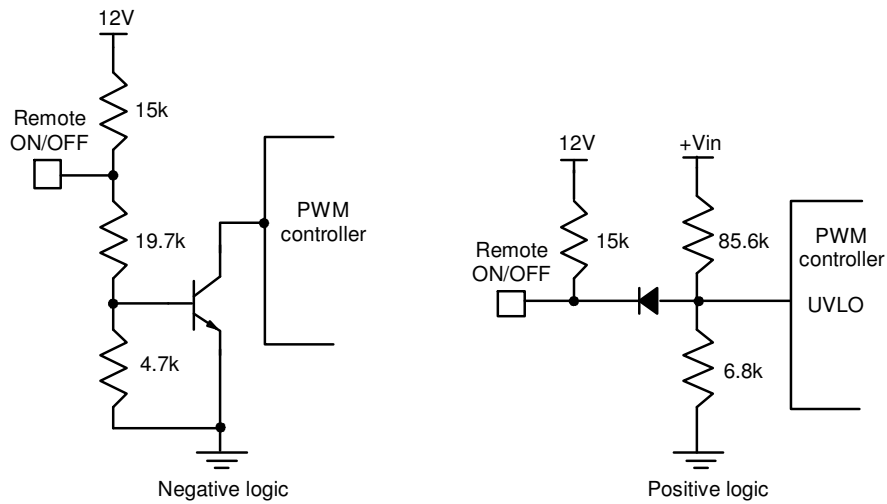 12V
15k
Remote
ON/OFF
PWM
controller
19.7k
4.7k
Negative logic
12V
+Vin
15k
85.6k
Remote
ON/OFF
PWM
controller
UVLO
6.8k
Positive logic